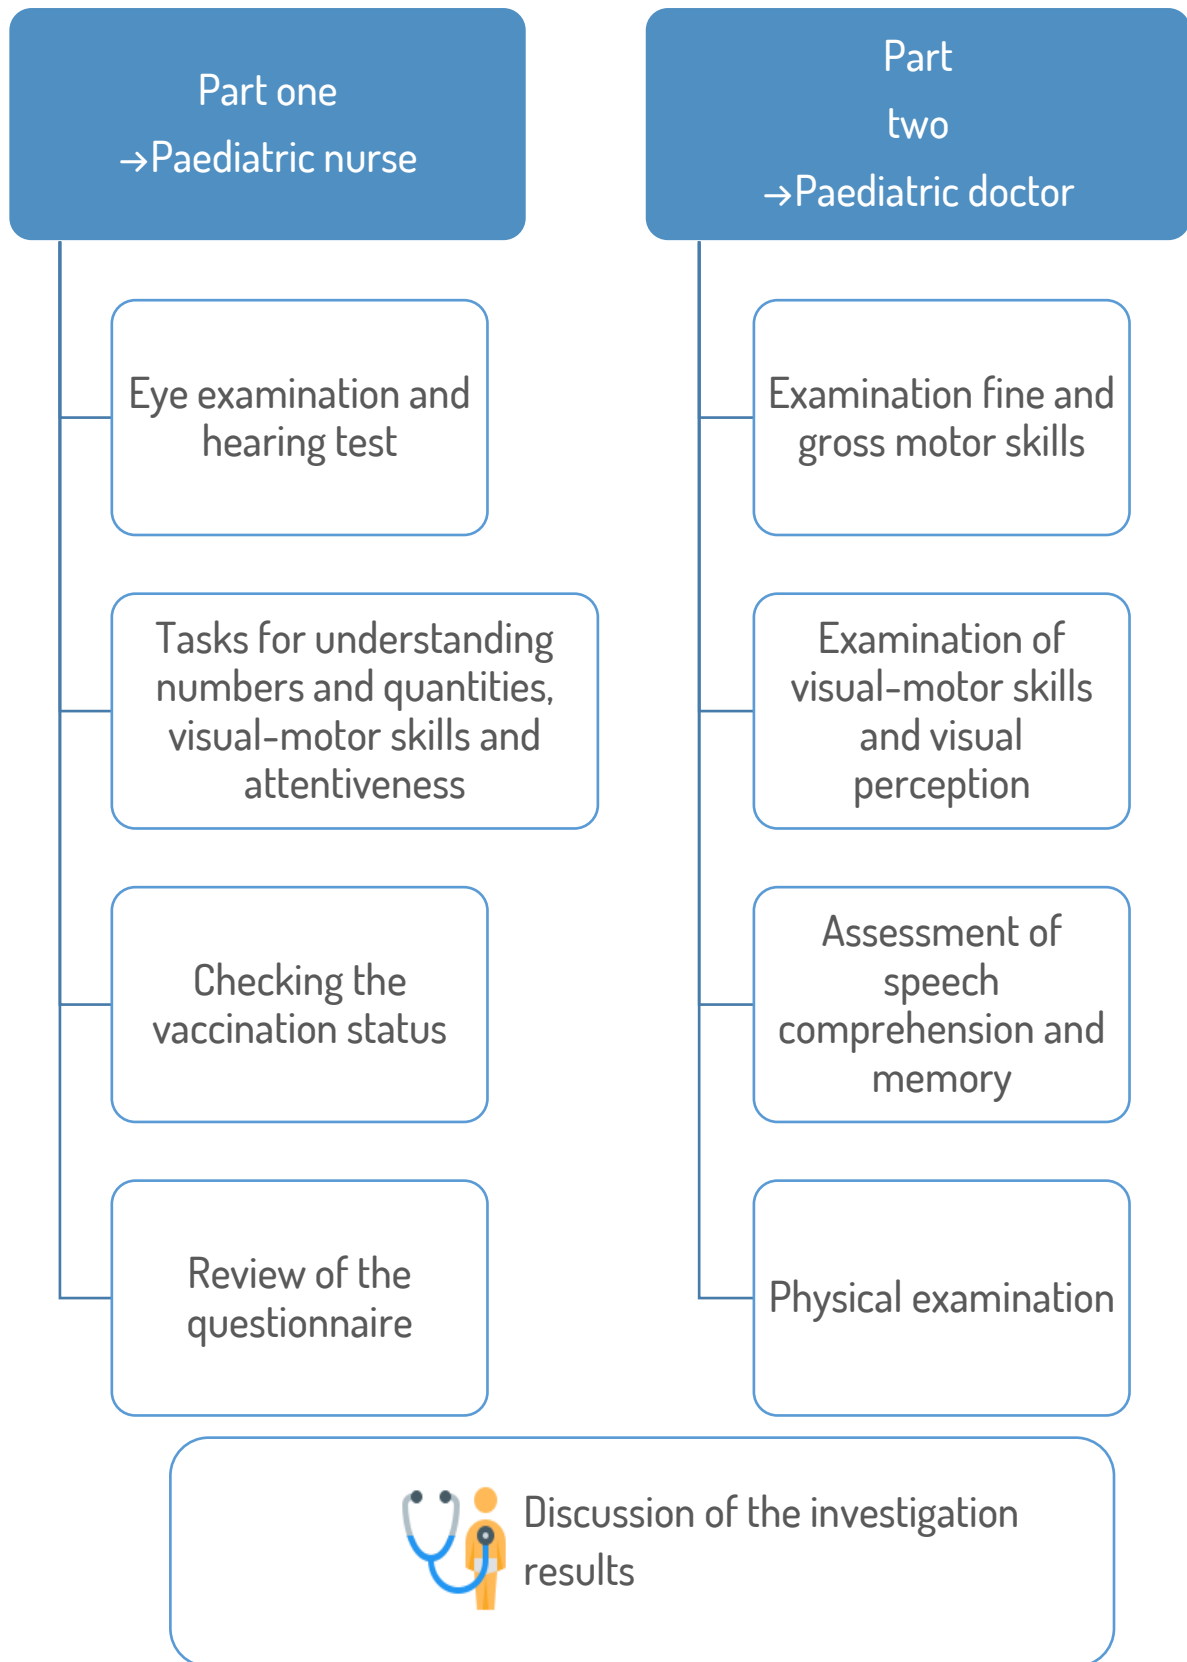 Part one
→Paediatric nurse
Eye examination and
hearing test
Tasks for understanding
numbers and quantities,
visual-motor skills and
attentiveness
Checking the
vaccination status
Review of the
questionnaire
Part
two
→Paediatric doctor
Examination fine and
gross motor skills
Examination of
visual-motor skills
and visual
perception
Assessment of
speech
comprehension and
memory
Physical examination
Discussion of the investigation
results